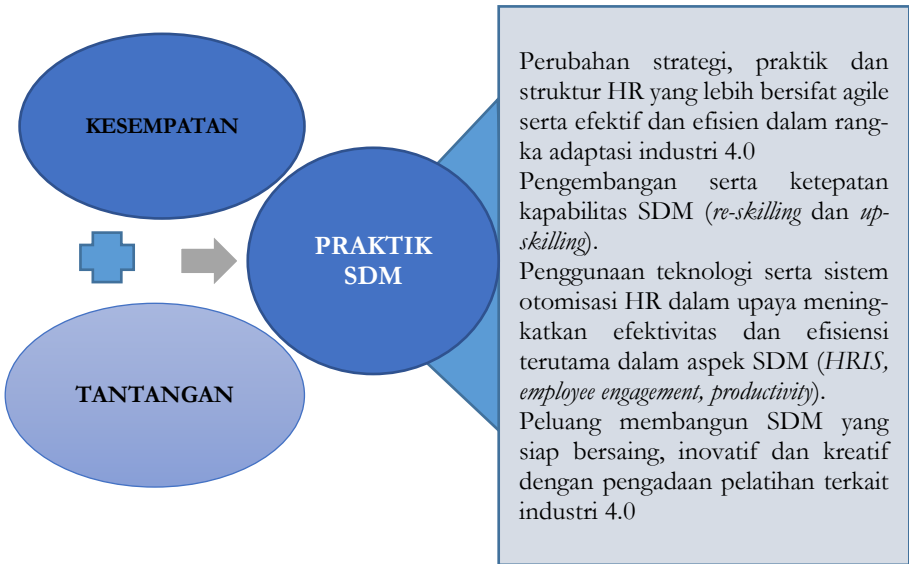 KESEMPATAN
TANTANGAN
PRAKTIK
SDM
Perubahan strategi, praktik dan
struktur HR yang lebih bersifat agile
serta efektif dan efisien dalam rang-
ka adaptasi industri 4.0
Pengembangan serta ketepatan
kapabilitas SDM (re-skilling dan up-
skilling).
Penggunaan teknologi serta sistem
otomisasi HR dalam upaya mening-
katkan efektivitas dan efisiensi
terutama dalam aspek SDM (HRIS,
employee engagement, productivity).
Peluang membangun SDM yang
siap bersaing, inovatif dan kreatif
dengan pengadaan pelatihan terkait
industri 4.0